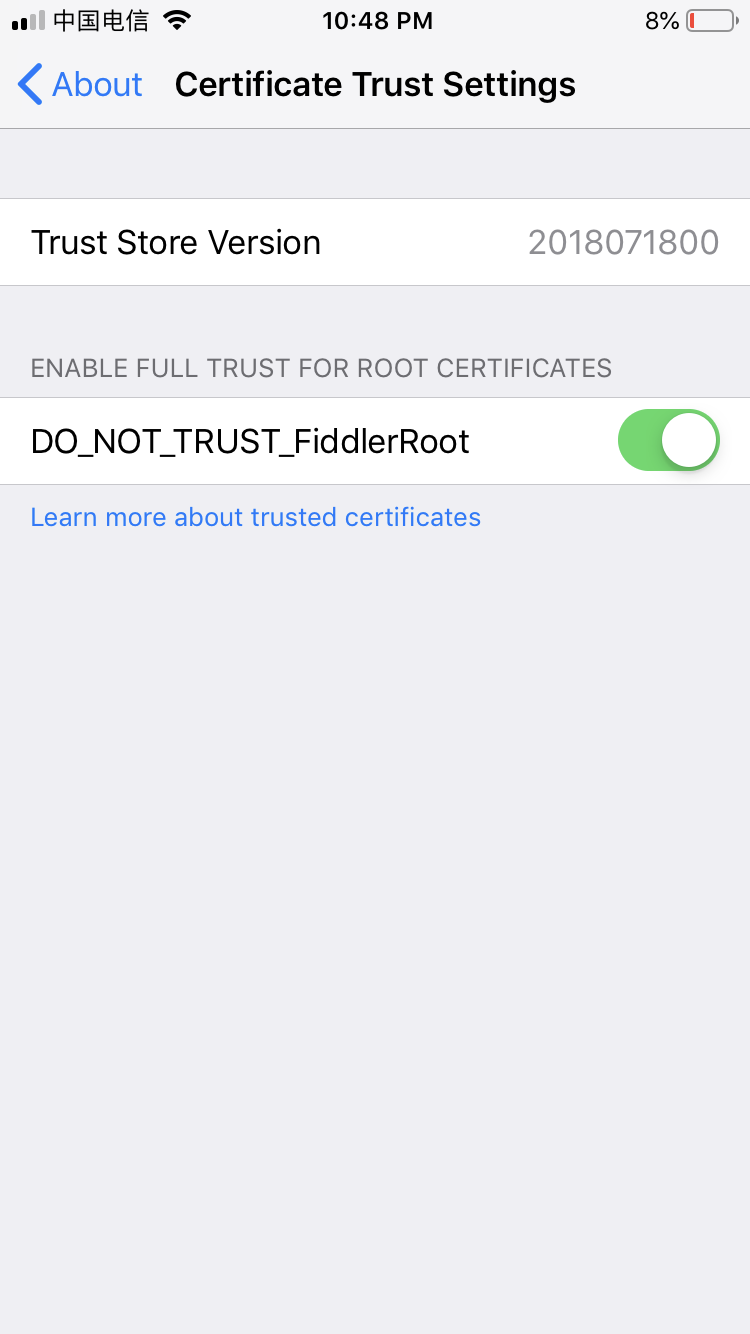 中国电信 10:48 PM 8%
About Certificate Trust Settings
Trust Store Version 2018071800
ENABLE FULL TRUST FOR ROOT CERTIFICATES
DO_NOT_TRUST_FiddlerRoot
Learn more about trusted certificates